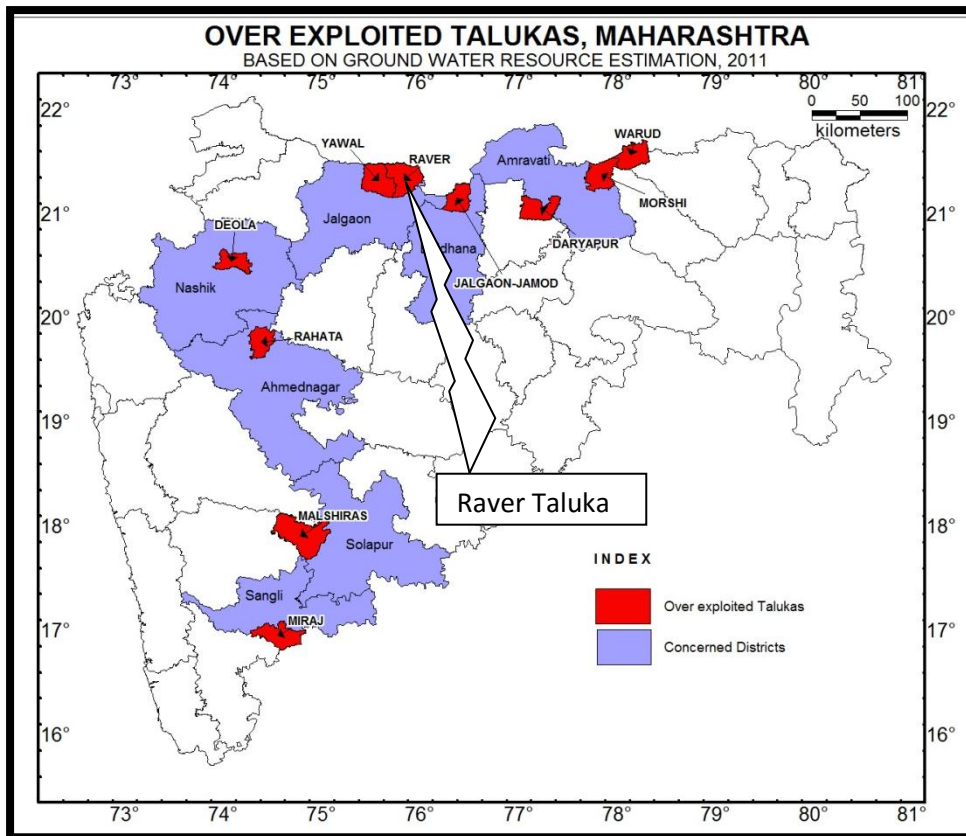 OVER EXPLOITED TALUKAS, MAHARASHTRA
BASED ON GROUND WATER RESOURCE ESTIMATION, 2011
73° 74° 75° 76° 77° 78° 79° 80° 81°
22° 22°
0 50 100
kilometers
WARUD
YAWAL
RAVER
Amravati
21° 21°
MORSHI
Jalgaon
DEOLA
DARYAPUR
JALGAON-JAMOD
Nashik
20° 20°
RAHATA
Ahmednagar
19° 19°
Raver Taluka
18° 18°
MALSHIRAS
Solapur
INDEX
Sangli
Over exploited Talukas
MIRAJ
17° 17°
Concerned Districts
16° 16°
73° 74° 75° 76° 77° 78° 79° 80° 81°